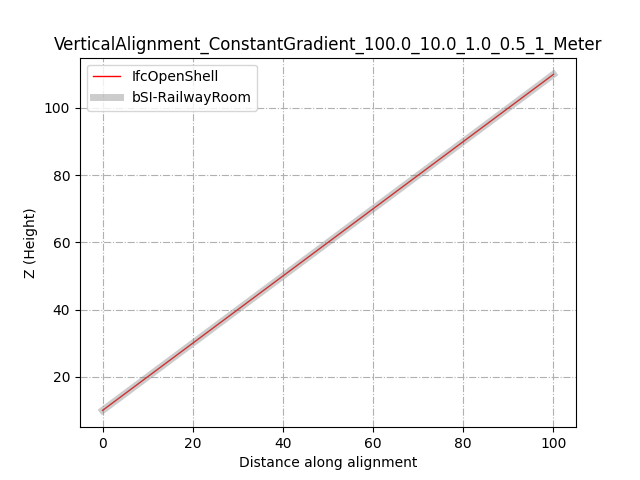 VerticalAlignment_ConstantGradient_100.0_10.0_1.0_0.5_1_Meter
IfcOpenShell
bSI-RailwayRoom
Z (Height)
100
80
60
40
20
0 20 40 60 80 100
Distance along alignment